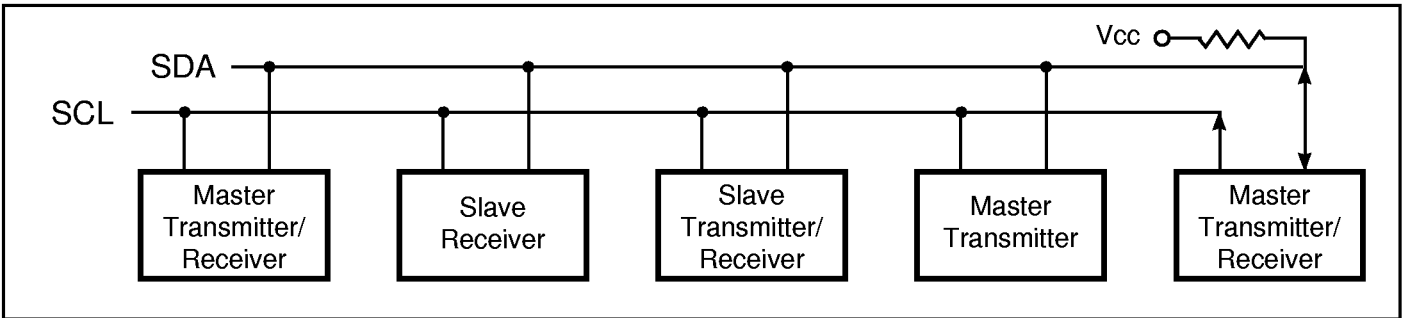 Vcc
SDA
SCL
Master
Transmitter/
Receiver
Slave
Receiver
Slave
Transmitter/
Receiver
Master
Transmitter
Master
Transmitter/
Receiver